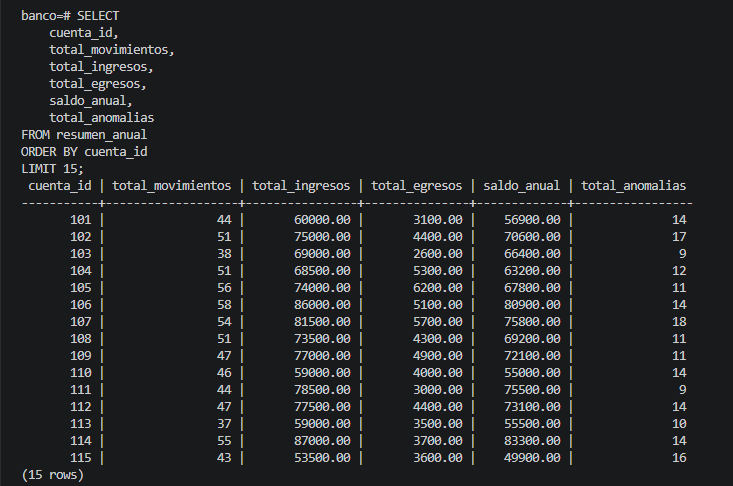 banco=# SELECT
    cuenta_id,
    total_movimientos,
    total_ingresos,
    total_egresos,
    saldo_anual,
    total_anomalias
FROM resumen_anual
ORDER BY cuenta_id
LIMIT 15;
 cuenta_id | total_movimientos | total_ingresos | total_egresos | saldo_anual | total_anomalias
-----------+-------------------+----------------+---------------+-------------+-----------------
       101 |                44 |       60000.00 |       3100.00 |    56900.00 |              14
       102 |                51 |       75000.00 |       4400.00 |    70600.00 |              17
       103 |                38 |       69000.00 |       2600.00 |    66400.00 |               9
       104 |                51 |       68500.00 |       5300.00 |    63200.00 |              12
       105 |                56 |       74000.00 |       6200.00 |    67800.00 |              11
       106 |                58 |       86000.00 |       5100.00 |    80900.00 |              14
       107 |                54 |       81500.00 |       5700.00 |    75800.00 |              18
       108 |                51 |       73500.00 |       4300.00 |    69200.00 |              11
       109 |                47 |       77000.00 |       4900.00 |    72100.00 |              11
       110 |                46 |       59000.00 |       4000.00 |    55000.00 |              14
       111 |                44 |       78500.00 |       3000.00 |    75500.00 |               9
       112 |                47 |       77500.00 |       4400.00 |    73100.00 |              14
       113 |                37 |       59000.00 |       3500.00 |    55500.00 |              10
       114 |                55 |       87000.00 |       3700.00 |    83300.00 |              14
       115 |                43 |       53500.00 |       3600.00 |    49900.00 |              16
(15 rows)